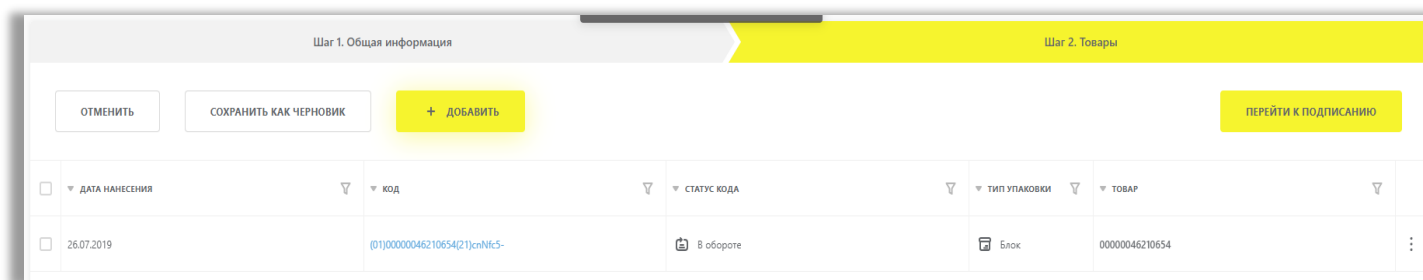 Шаг 1. Общая информация
Шаг 2. Товары
ОТМЕНИТЬ
СОХРАНИТЬ КАК ЧЕРНОВИК
+ ДОБАВИТЬ
ПЕРЕЙТИ К ПОДПИСАНИЮ
ДАТА НАНЕСЕНИЯ
КОД
СТАТУС КОДА
ТИП УПАКОВКИ
ТОВАР
26.07.2019
(01)00000046210654(21)cnNfc5-
В обороте
Блок
00000046210654